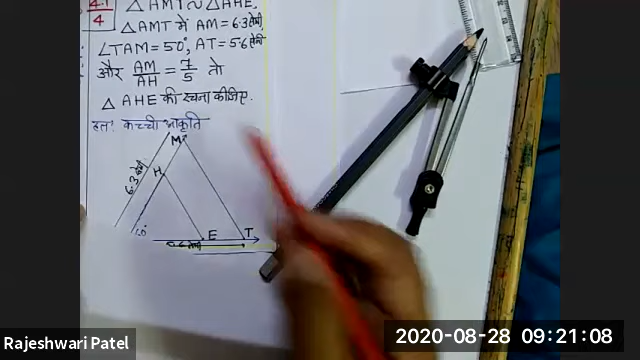 4.1/4 △AMT ~ △AHE,
△AMT में AM = 6.3 सेमी,
∠TAM = 50°, AT = 5.6 सेमी
और AM/AH = 7/5 तो
△ AHE की रचना कीजिए.
हल: कच्ची आकृति
M
6.3 सेमी
H
E
T
Rajeshwari Patel
2020-08-28 09:21:08